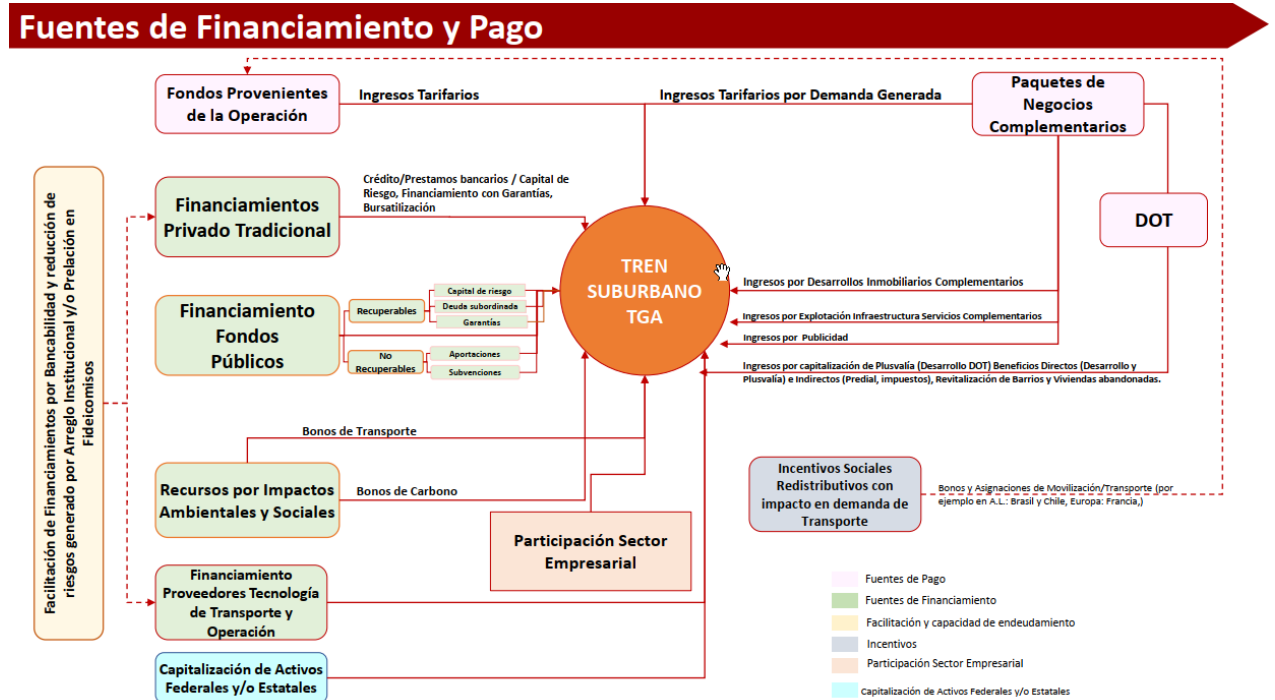 Fuentes de Financiamiento y Pago
Fondos Provenientes
de la Operación
Ingresos Tarifarios
Ingresos Tarifarios por Demanda Generada
Paquetes de
Negocios
Complementarios
Facilitación de Financiamientos por Bancabilidad y reducción de
riesgos generado por Arreglo Institucional y/o Prelación en
Fideicomisos
Financiamientos
Privado Tradicional
Crédito/Prestamos bancarios / Capital de
Riesgo, Financiamiento con Garantías,
Bursatilización
DOT
TREN
SUBURBANO
TGA
Financiamiento
Fondos
Públicos
Recuperables
Capital de riesgo
Deuda subordinada
Garantías
No
Recuperables
Aportaciones
Subvenciones
Ingresos por Desarrollos Inmobiliarios Complementarios
Ingresos por Explotación Infraestructura Servicios Complementarios
Ingresos por Publicidad
Ingresos por capitalización de Plusvalía (Desarrollo DOT) Beneficios Directos (Desarrollo y
Plusvalía) e Indirectos (Predial, impuestos), Revitalización de Barrios y Viviendas abandonadas.
Bonos de Transporte
Recursos por Impactos
Ambientales y Sociales
Bonos de Carbono
Participación Sector
Empresarial
Incentivos Sociales
Redistributivos con
impacto en demanda de
Transporte
Bonos y Asignaciones de Movilización/Transporte (por
ejemplo en A.L.: Brasil y Chile, Europa: Francia,)
Financiamiento
Proveedores Tecnología
de Transporte y
Operación
Capitalización de Activos
Federales y/o Estatales
Fuentes de Pago
Fuentes de Financiamiento
Facilitación y capacidad de endeudamiento
Incentivos
Participación Sector Empresarial
Capitalización de Activos Federales y/o Estatales